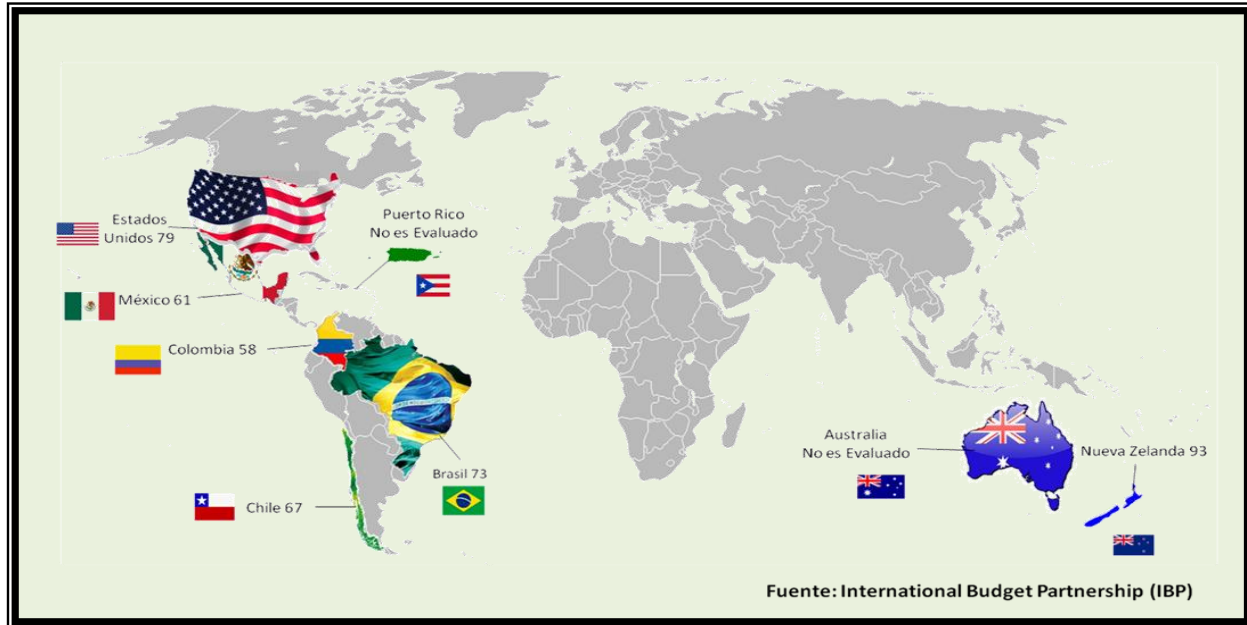 Estados
Unidos 79
Puerto Rico
No es Evaluado
México 61
Colombia 58
Brasil 73
Chile 67
Australia
No es Evaluado
Nueva Zelanda 93
Fuente: International Budget Partnership (IBP)